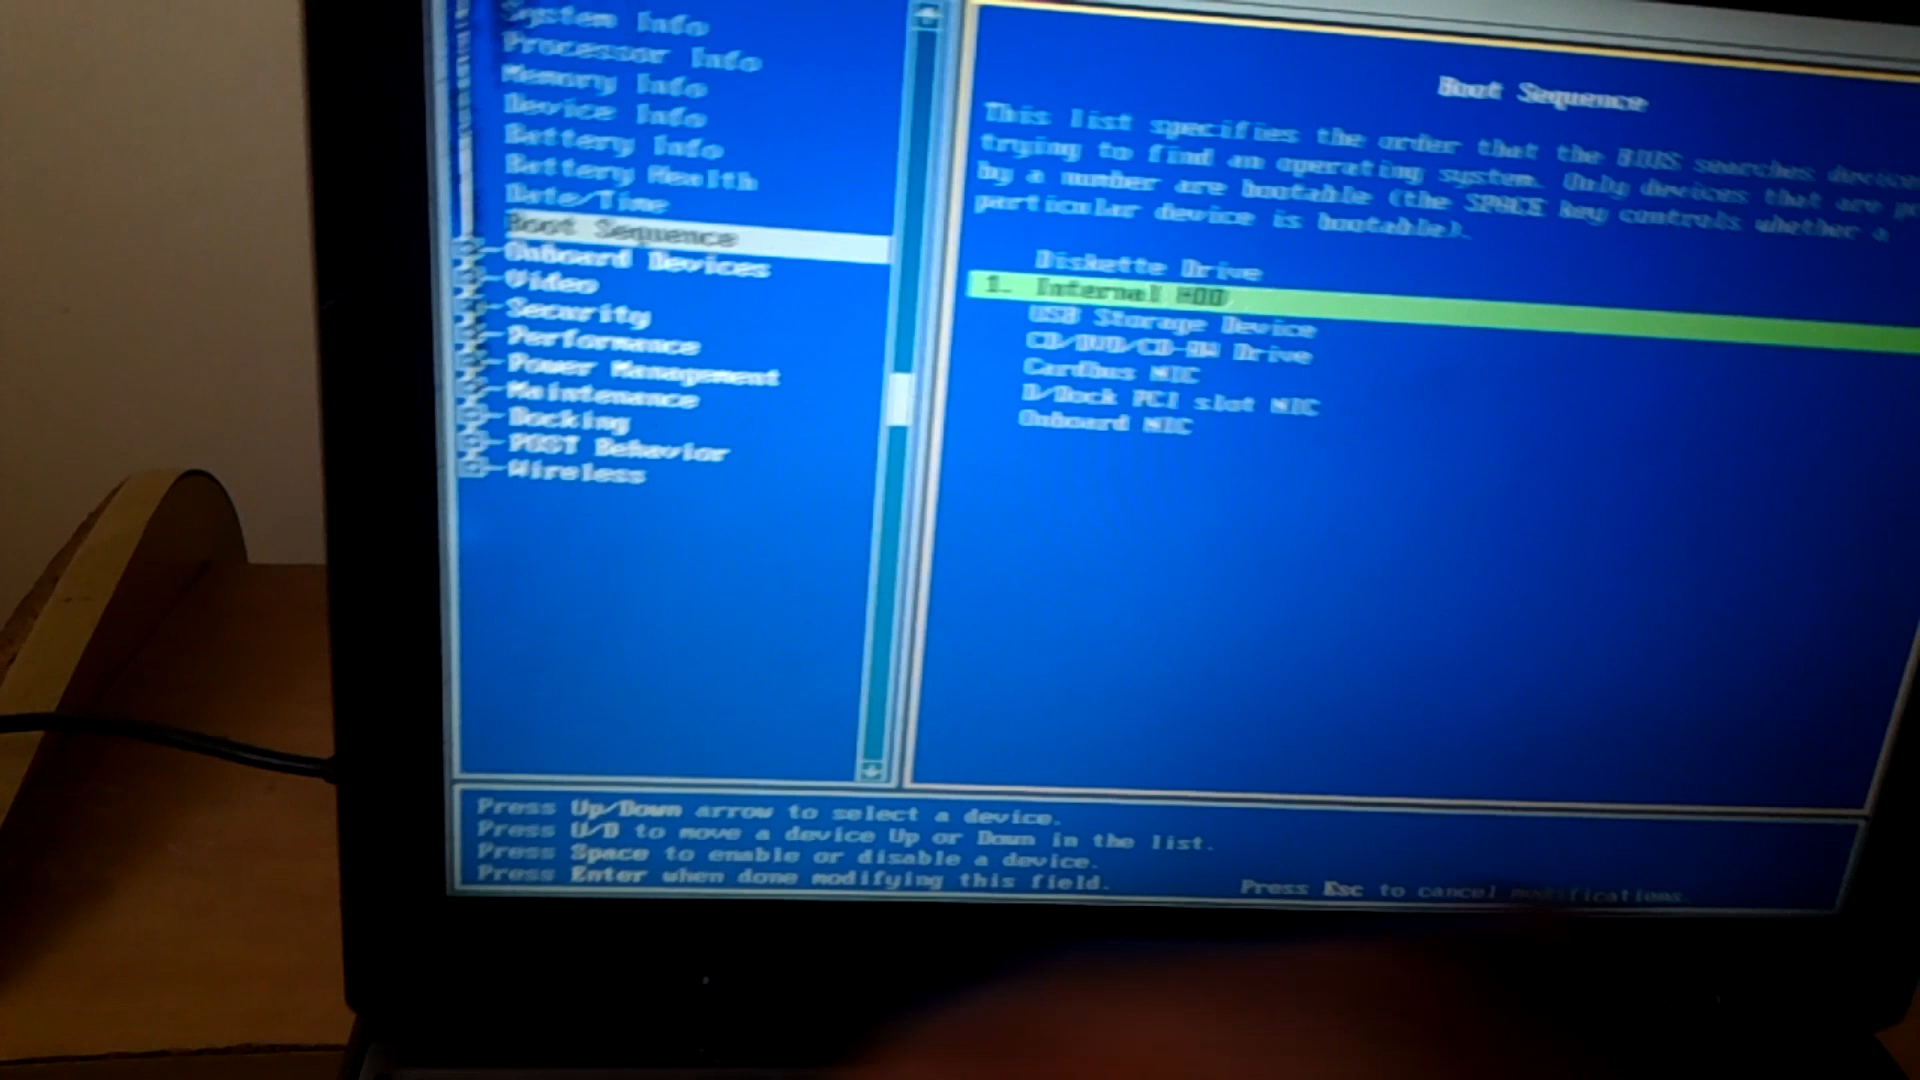 System Info
Processor Info
Memory Info
Device Info
Battery Info
Battery Health
Date/Time
Boot Sequence
Onboard Devices
Video
Security
Performance
Power Management
Maintenance
Docking
POST Behavior
Wireless
Boot Sequence
This list specifies the order that the BIOS searches devices
trying to find an operating system. Only devices that are
by a number are bootable (the SPACE key controls whether a
particular device is bootable).
Diskette Drive
1. Internal HDD
USB Storage Device
CD/DVD/CD-RW Drive
Cardbus NIC
D/Dock PCI slot NIC
Onboard NIC
Press Up/Down arrow to select a device.
Press U/D to move a device Up or Down in the list.
Press Space to enable or disable a device.
Press Enter when done modifying this field.
Press Esc to cancel modifications.